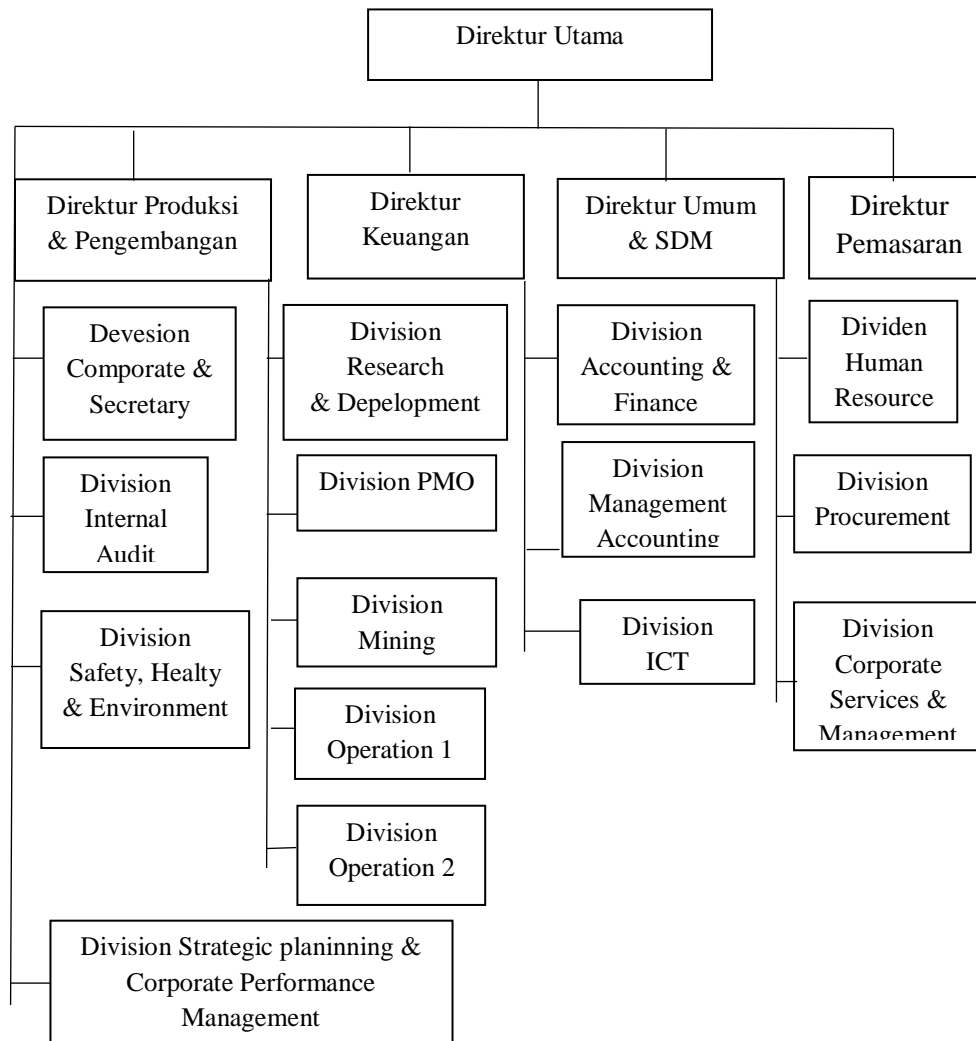 Direktur Utama
Direktur Produksi
& Pengembangan
Direktur
Keuangan
Direktur Umum
& SDM
Direktur
Pemasaran
Devesion
Comporate &
Secretary
Division
Research
& Depelopment
Division
Accounting &
Finance
Dividen
Human
Resource
Division
Internal
Audit
Division PMO
Division
Management
Accounting
Division
Procurement
Division
Safety, Healty
& Environment
Division
Mining
Division
ICT
Division
Corporate
Services &
Management
Division
Operation 1
Division
Operation 2
Division Strategic planinning &
Corporate Performance
Management